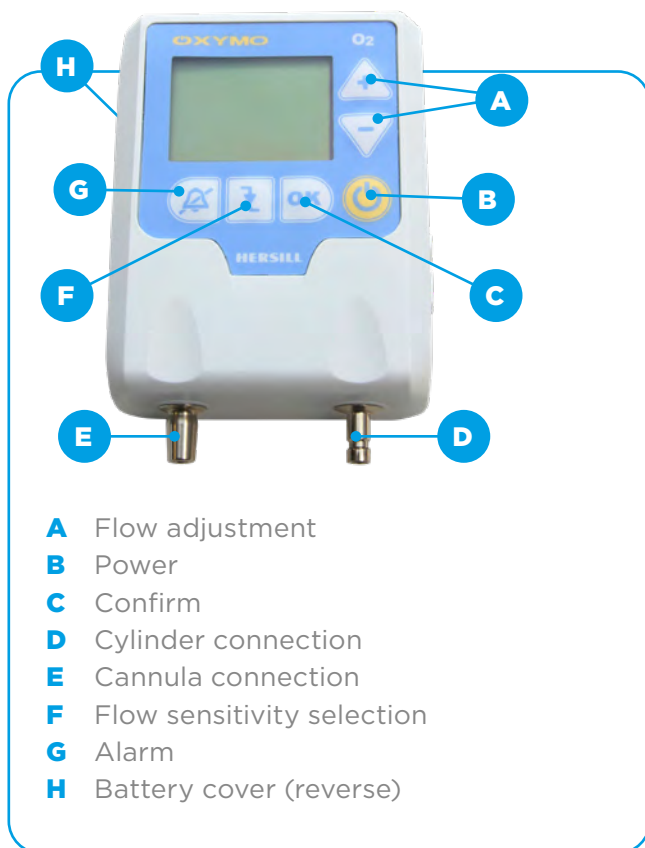 OXYMO O2
H
+
A
-
G
OK
B
F
HERSILL
C
E
D
A Flow adjustment
B Power
C Confirm
D Cylinder connection
E Cannula connection
F Flow sensitivity selection
G Alarm
H Battery cover (reverse)